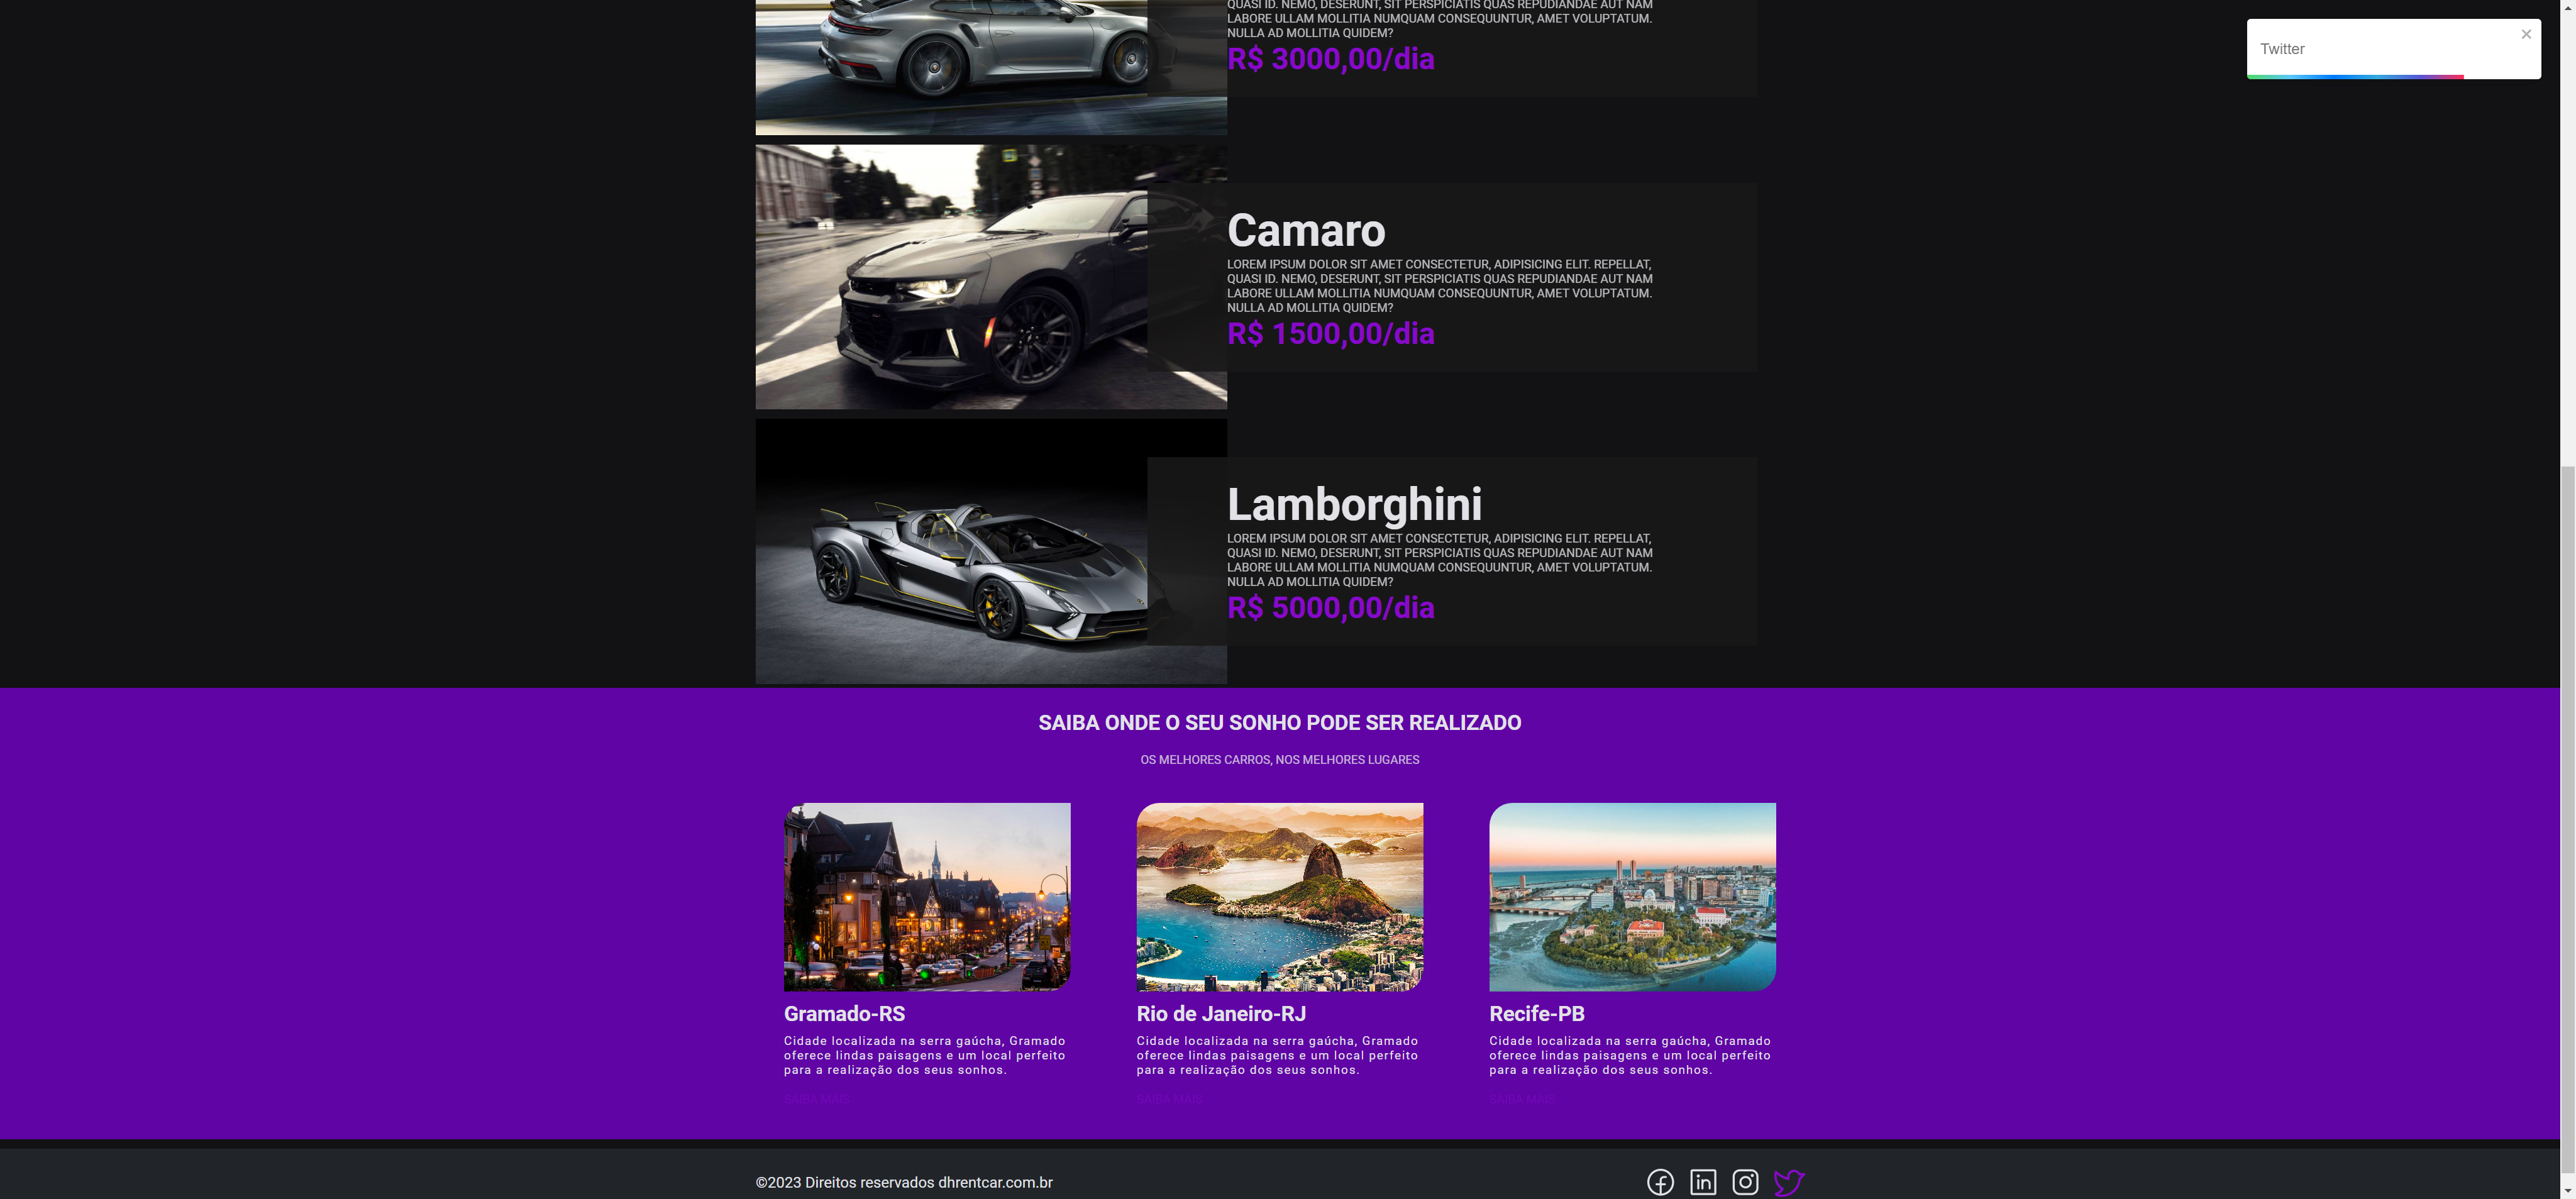 QUASI ID. NEMO, DESERUNT, SIT PERSPICIATIS QUAS REPUDIANDAE AUT NAM
LABORE ULLAM MOLLITIA NUMQUAM CONSEQUUNTUR, AMET VOLUPTATUM.
NULLA AD MOLLITIA QUIDEM?
R$ 3000,00/dia
Twitter
Camaro
LOREM IPSUM DOLOR SIT AMET CONSECTETUR, ADIPISICING ELIT. REPELLAT,
QUASI ID. NEMO, DESERUNT, SIT PERSPICIATIS QUAS REPUDIANDAE AUT NAM
LABORE ULLAM MOLLITIA NUMQUAM CONSEQUUNTUR, AMET VOLUPTATUM.
NULLA AD MOLLITIA QUIDEM?
R$ 1500,00/dia
Lamborghini
LOREM IPSUM DOLOR SIT AMET CONSECTETUR, ADIPISICING ELIT. REPELLAT,
QUASI ID. NEMO, DESERUNT, SIT PERSPICIATIS QUAS REPUDIANDAE AUT NAM
LABORE ULLAM MOLLITIA NUMQUAM CONSEQUUNTUR, AMET VOLUPTATUM.
NULLA AD MOLLITIA QUIDEM?
R$ 5000,00/dia
SAIBA ONDE O SEU SONHO PODE SER REALIZADO
OS MELHORES CARROS, NOS MELHORES LUGARES
Gramado-RS
Cidade localizada na serra gaúcha, Gramado
oferece lindas paisagens e um local perfeito
para a realização dos seus sonhos.
SAIBA MAIS
Rio de Janeiro-RJ
Cidade localizada na serra gaúcha, Gramado
oferece lindas paisagens e um local perfeito
para a realização dos seus sonhos.
SAIBA MAIS
Recife-PB
Cidade localizada na serra gaúcha, Gramado
oferece lindas paisagens e um local perfeito
para a realização dos seus sonhos.
SAIBA MAIS
©2023 Direitos reservados dhrentcar.com.br